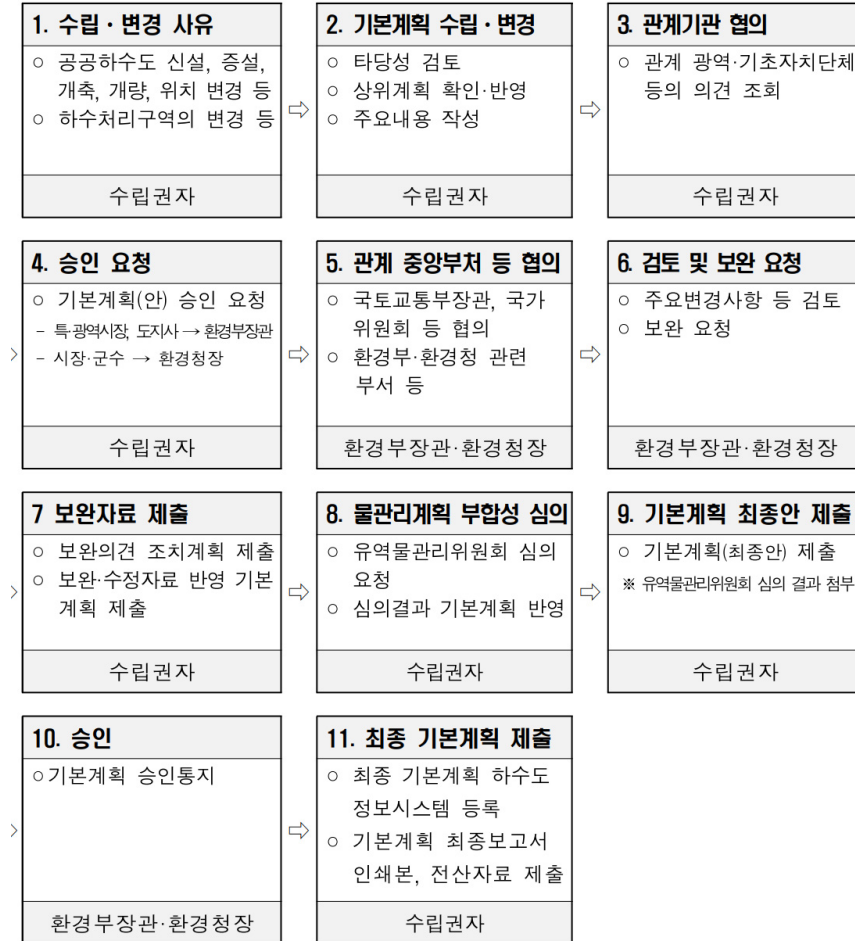 1. 수립·변경 사유
○ 공공하수도 신설, 증설,
개축, 개량, 위치 변경 등
○ 하수처리구역의 변경 등
수립권자
⇨
2. 기본계획 수립·변경
○ 타당성 검토
○ 상위계획 확인·반영
○ 주요내용 작성
수립권자
⇨
3. 관계기관 협의
○ 관계 광역·기초자치단체
등의 의견 조회
수립권자
4. 승인 요청
○ 기본계획(안) 승인 요청
- 특·광역시장, 도지사 → 환경부장관
- 시장·군수 → 환경청장
수립권자
⇨
5. 관계 중앙부처 등 협의
○ 국토교통부장관, 국가
위원회 등 협의
○ 환경부·환경청 관련
부서 등
환경부장관·환경청장
⇨
6. 검토 및 보완 요청
○ 주요변경사항 등 검토
○ 보완 요청
환경부장관·환경청장
7 보완자료 제출
○ 보완의견 조치계획 제출
○ 보완·수정자료 반영 기본
계획 제출
수립권자
⇨
8. 물관리계획 부합성 심의
○ 유역물관리위원회 심의
요청
○ 심의결과 기본계획 반영
수립권자
⇨
9. 기본계획 최종안 제출
○ 기본계획(최종안) 제출
※ 유역물관리위원회 심의 결과 첨부
수립권자
10. 승인
○기본계획 승인통지
환경부장관·환경청장
⇨
11. 최종 기본계획 제출
○ 최종 기본계획 하수도
정보시스템 등록
○ 기본계획 최종보고서
인쇄본, 전산자료 제출
수립권자